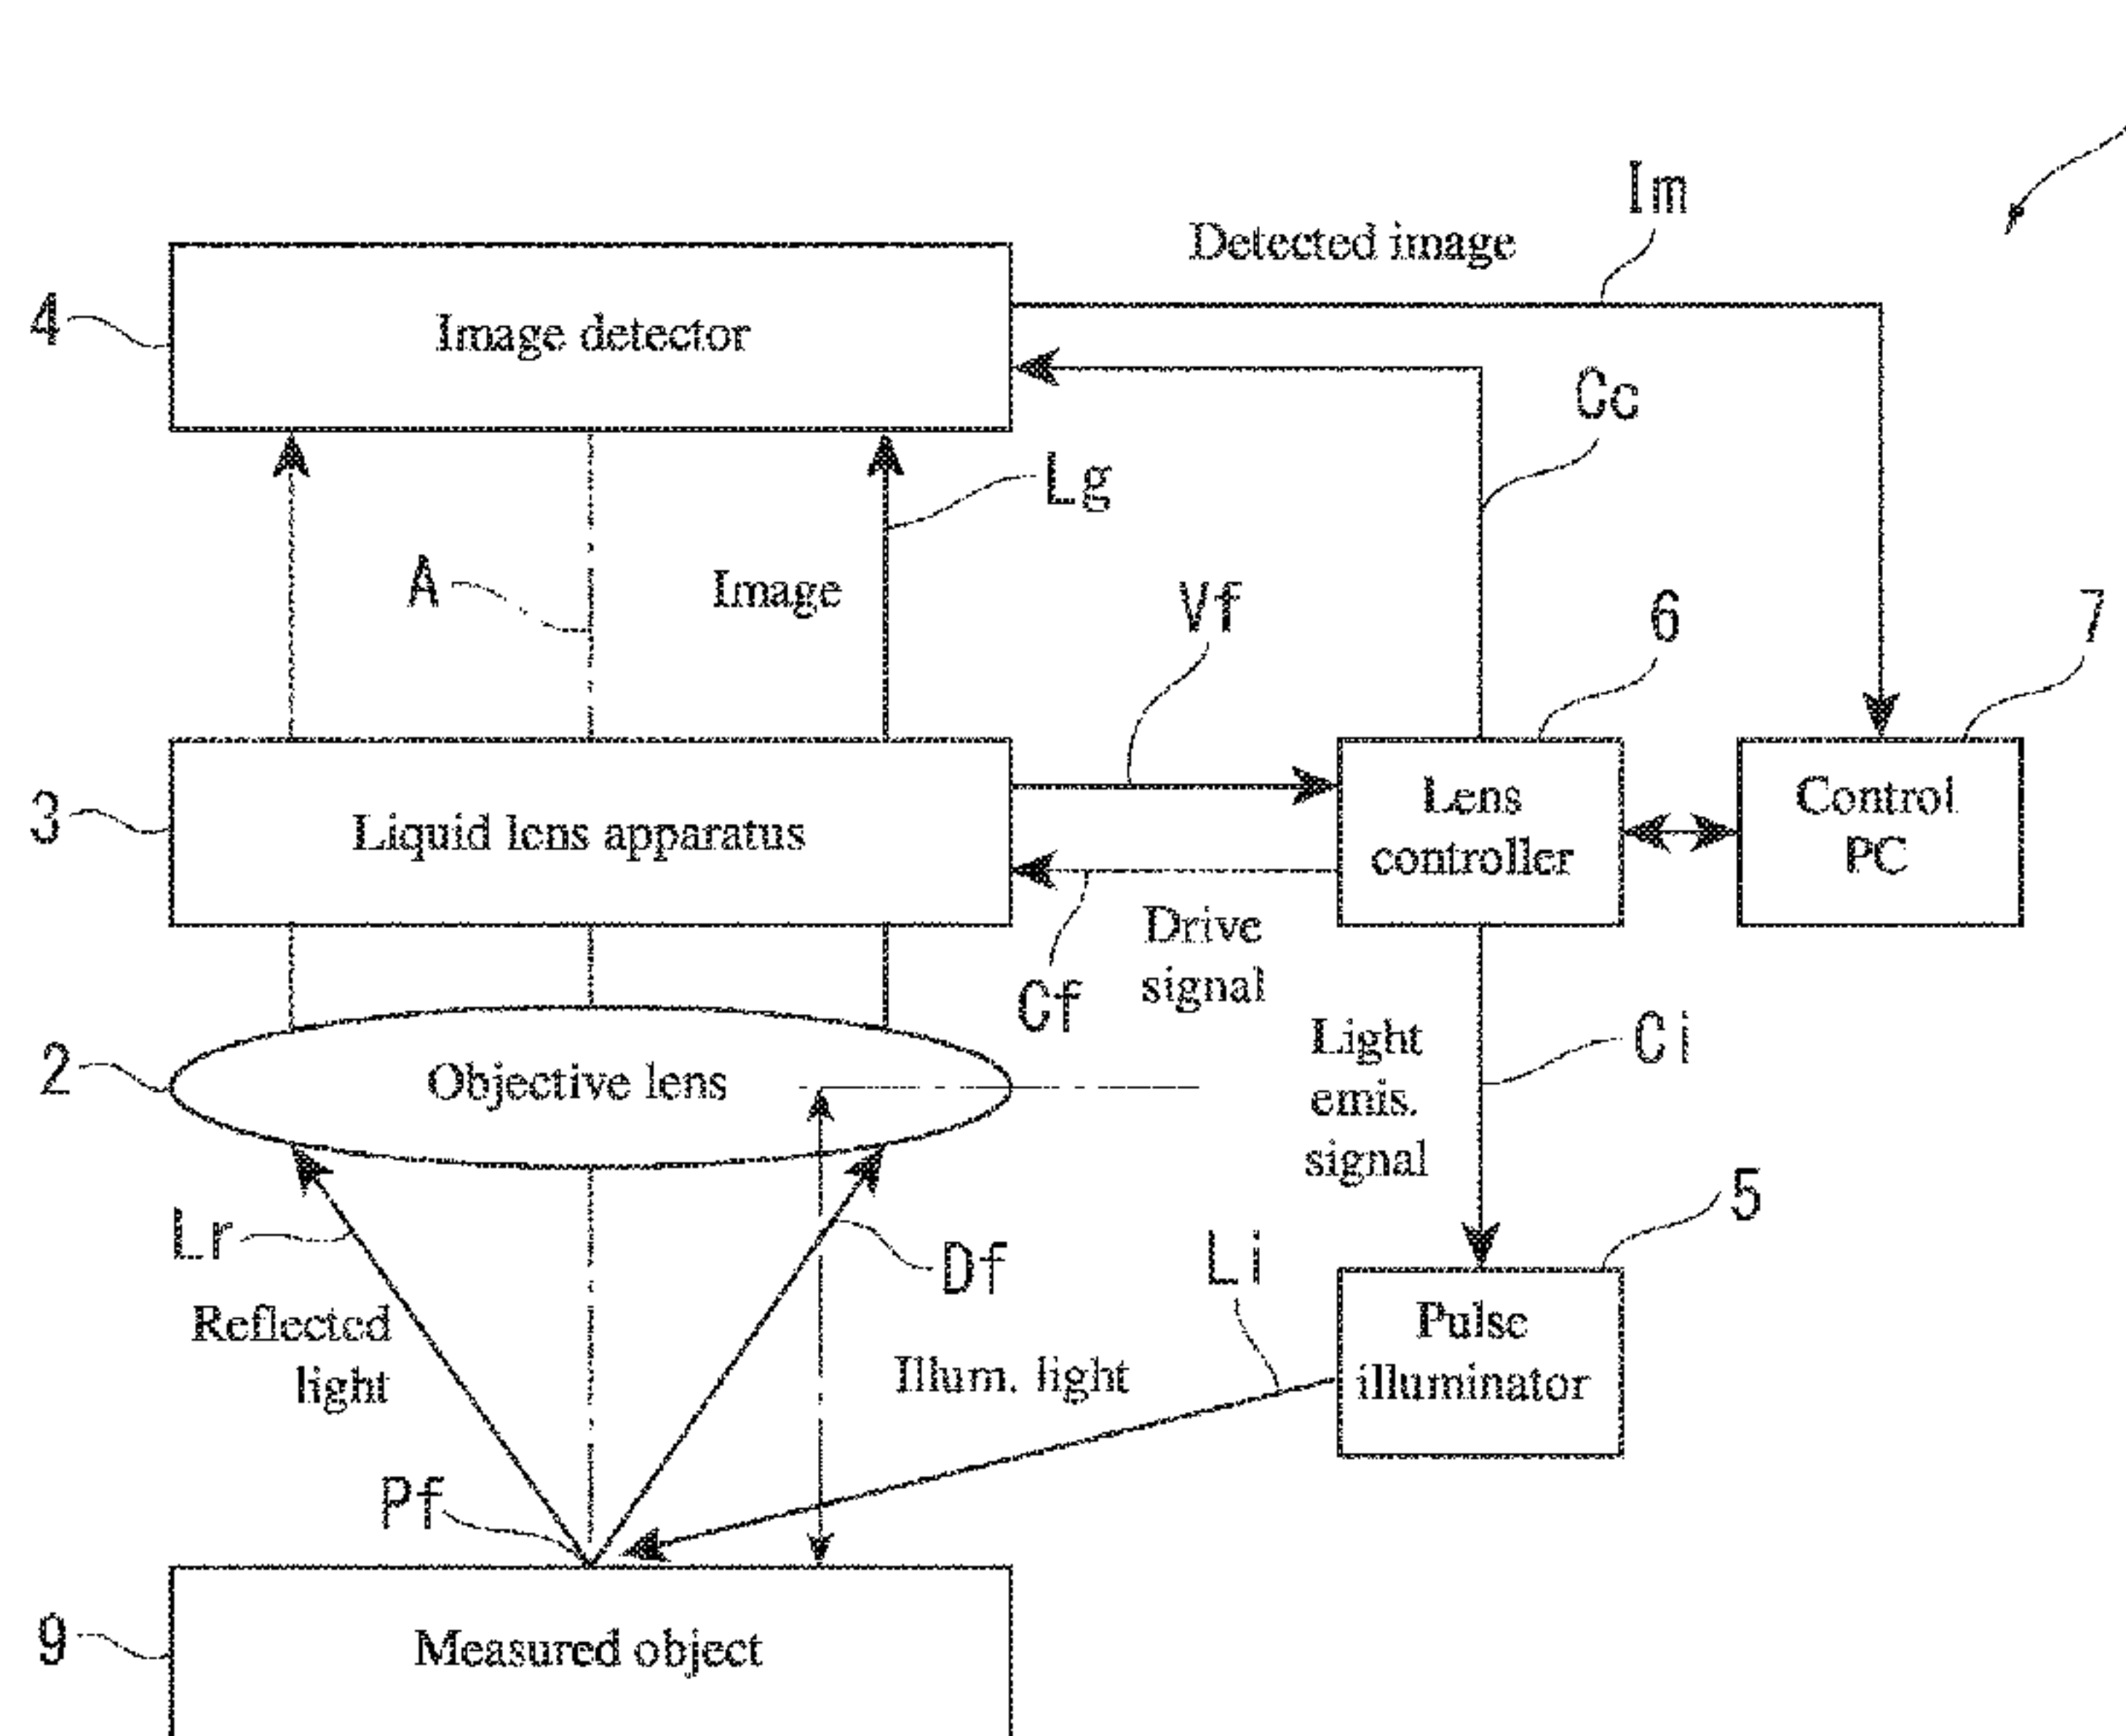 Im
Detected image
4
Image detector
Cc
Lg
A
Image
Vf
6
7
3
Liquid lens apparatus
Lens
controller
Control
PC
Drive
signal
Cf
2
Objective lens
Light
emis.
signal
Ci
5
Lr
Df
Li
Reflected
light
Illum. light
Pulse
illuminator
Pf
9
Measured object